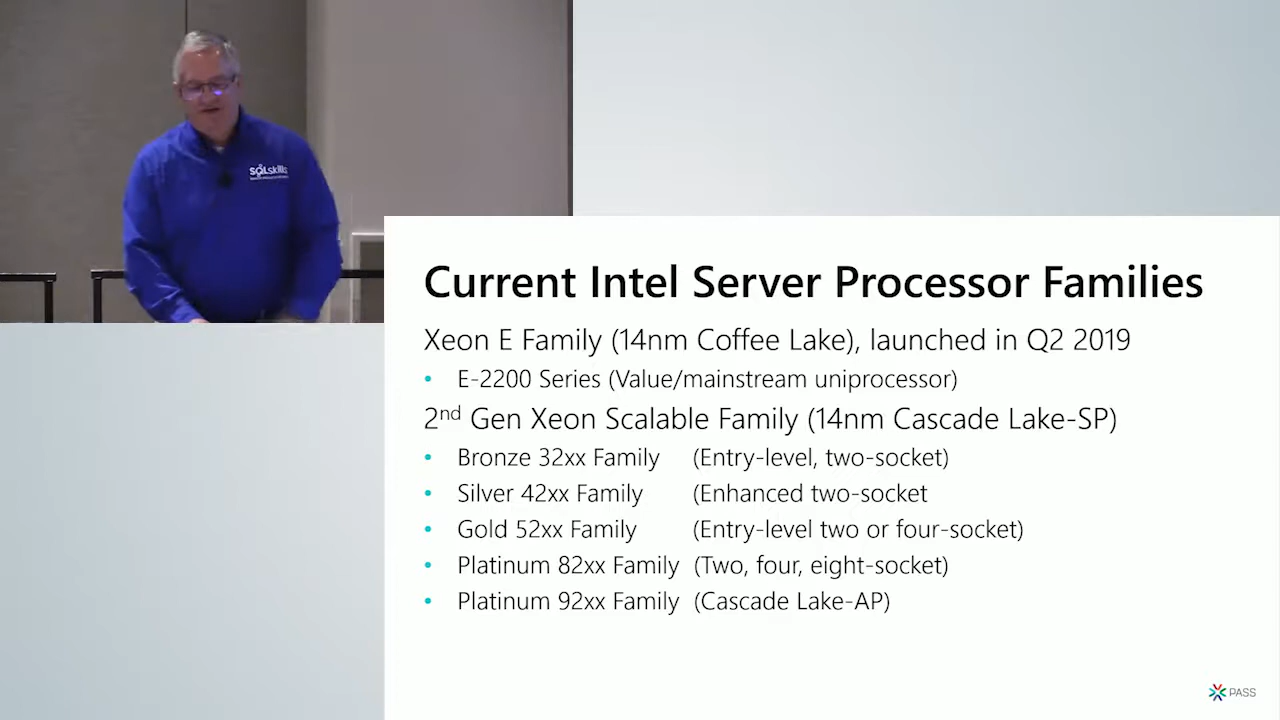 SQLskills
Current Intel Server Processor Families
Xeon E Family (14nm Coffee Lake), launched in Q2 2019
• E-2200 Series (Value/mainstream uniprocessor)
2nd Gen Xeon Scalable Family (14nm Cascade Lake-SP)
• Bronze 32xx Family (Entry-level, two-socket)
• Silver 42xx Family (Enhanced two-socket
• Gold 52xx Family (Entry-level two or four-socket)
• Platinum 82xx Family (Two, four, eight-socket)
• Platinum 92xx Family (Cascade Lake-AP)
PASS